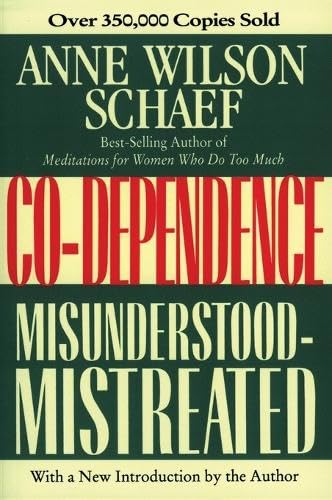 Over 350,000 Copies Sold
ANNE WILSON
SCHAEF
Best-Selling Author of
Meditations for Women Who Do Too Much
CO-DEPENDENCE
MISUNDERSTOOD-
MISTREATED
With a New Introduction by the Author